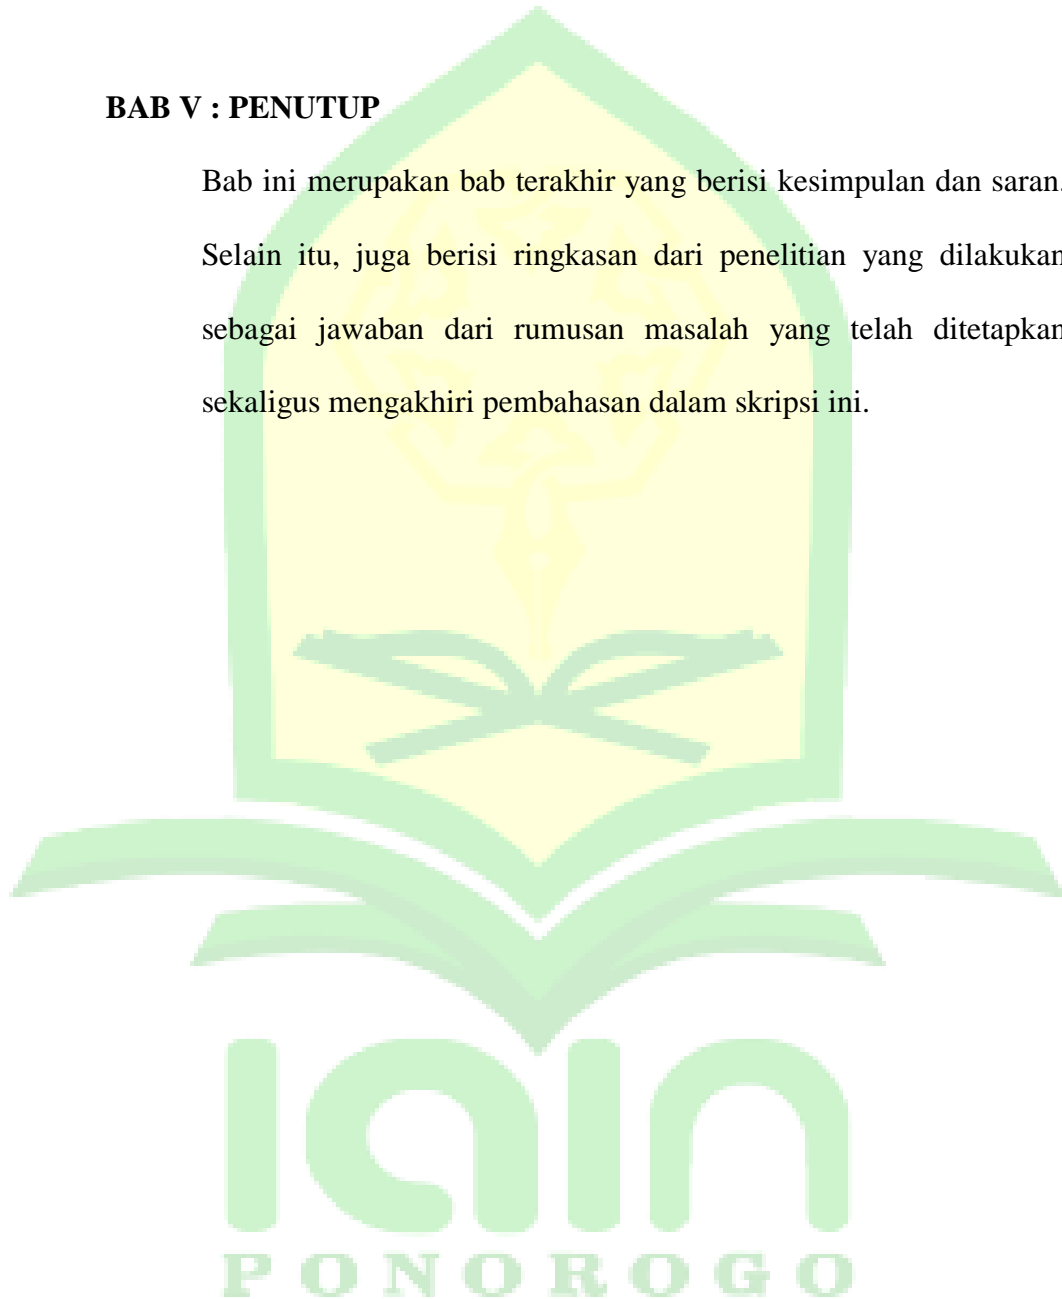 BAB V : PENUTUP
Bab ini merupakan bab terakhir yang berisi kesimpulan dan saran.
Selain itu, juga berisi ringkasan dari penelitian yang dilakukan
sebagai jawaban dari rumusan masalah yang telah ditetapkan
sekaligus mengakhiri pembahasan dalam skripsi ini.
iain
PONOROGO